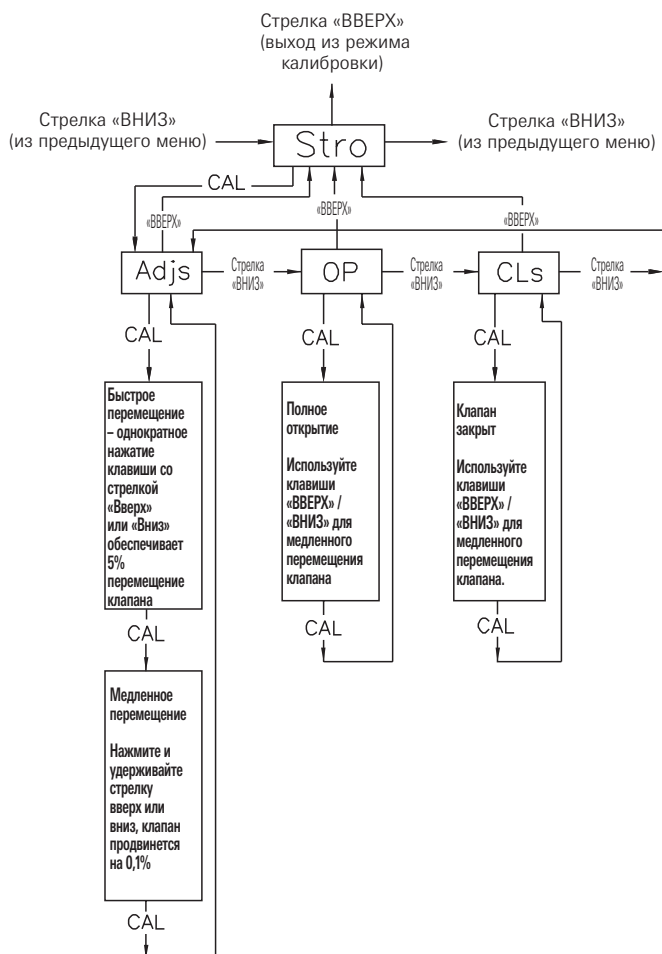 Стрелка «ВВЕРХ»
(выход из режима
калибровки)
Стрелка «ВНИЗ»
(из предыдущего меню)
Stro
Стрелка «ВНИЗ»
(из предыдущего меню)
CAL
«ВВЕРХ»
«ВВЕРХ»
«ВВЕРХ»
Adjs
Стрелка
«ВНИЗ»
OP
Стрелка
«ВНИЗ»
CLs
Стрелка
«ВНИЗ»
CAL
CAL
CAL
Быстрое
перемещение
– однократное
нажатие
клавиши со
стрелкой
«Вверх»
или «Вниз»
обеспечивает
5%
перемещение
клапана
Полное
открытие
Используйте
клавиши
«ВВЕРХ» /
«ВНИЗ» для
медленного
перемещения
клапана
Клапан
закрыт
Используйте
клавиши
«ВВЕРХ» /
«ВНИЗ» для
медленного
перемещения
клапана.
CAL
CAL
CAL
Медленное
перемещение
Нажмите и
удерживайте
стрелку
вверх или
вниз, клапан
продвинется
на 0,1%
CAL